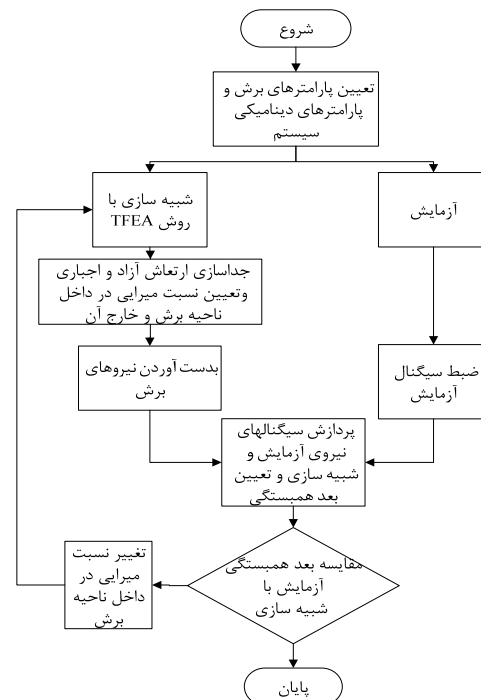 شروع
تعیین پارامترهای برش و
پارامترهای دینامیکی
سیستم
آزمایش
شبیه سازی با
روش TFEA
جداسازی ارتعاش آزاد و اجباری
وتعیین نسبت میرایی در داخل
ناحیه برش و خارج آن
ضبط سیگنال
آزمایش
بدست آوردن نیروهای
برش
پردازش سیگنالهای
نیروی آزمایش و
شبیه سازی و تعیین
بعد همبستگی
مقایسه بعد همبستگی
آزمایش با
شبیه سازی
تغییر نسبت
میرایی در
داخل ناحیه
برش
پایان